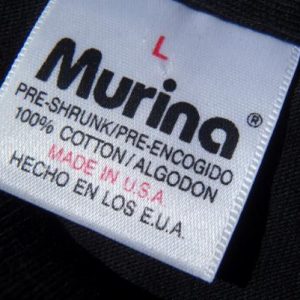 L
Murina®
PRE-SHRUNK/PRE-ENCOGIDO
100% COTTON/ALGODON
MADE IN U.S.A.
HECHO EN LOS E.U.A.